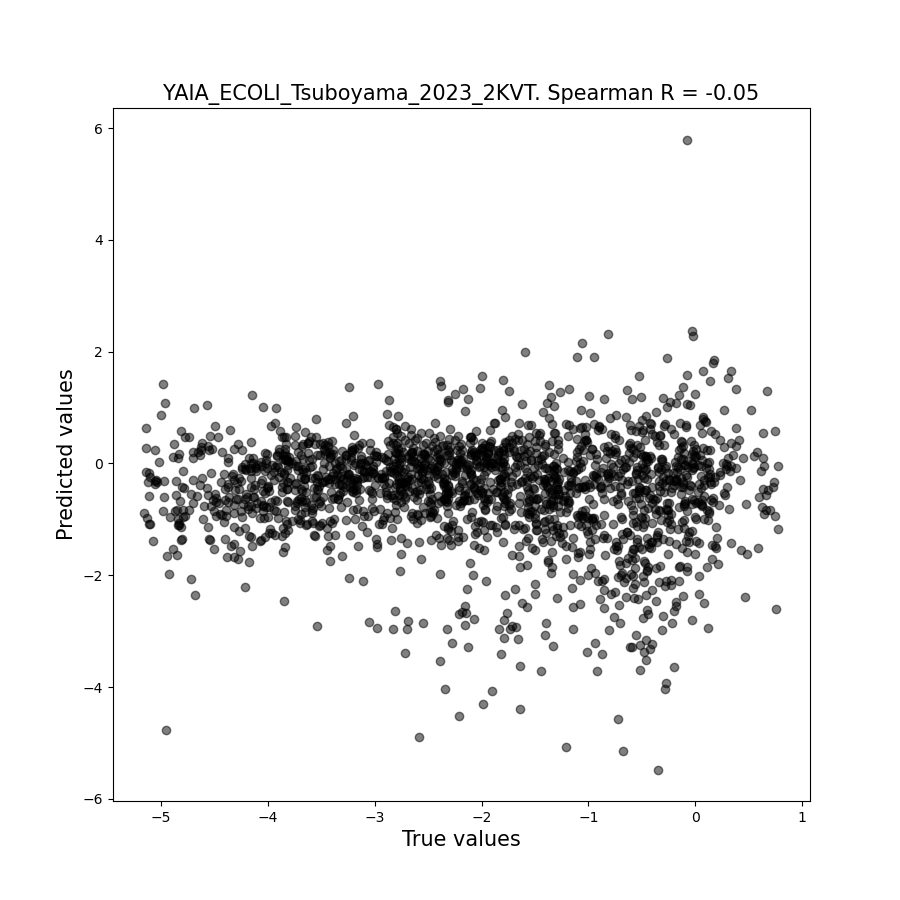 YAIA_ECOLI_Tsuboyama_2023_2KVT. Spearman R = -0.05
6
4
2
0
−2
−4
−6
Predicted values
−5 −4 −3 −2 −1 0 1
True values